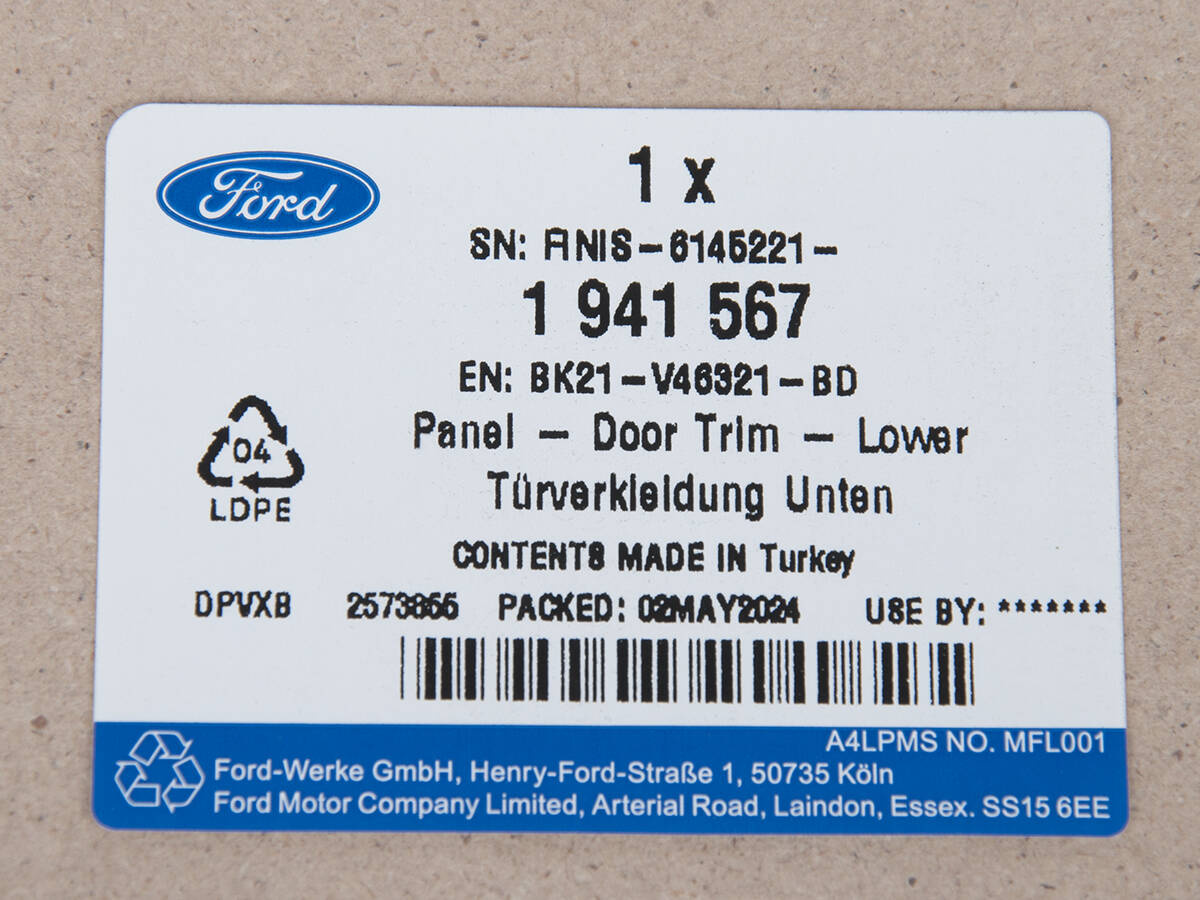 Ford
1 x
SN: FINIS-6145221-
1 941 567
EN: BK21-V46321-BD
Panel - Door Trim - Lower
Türverkleidung Unten
04
LDPE
CONTENTS MADE IN Turkey
DPVXB 2573855 PACKED: 02MAY2024 USE BY: *******
A4LPMS NO. MFL001
Ford-Werke GmbH, Henry-Ford-Straße 1, 50735 Köln
Ford Motor Company Limited, Arterial Road, Laindon, Essex. SS15 6EE